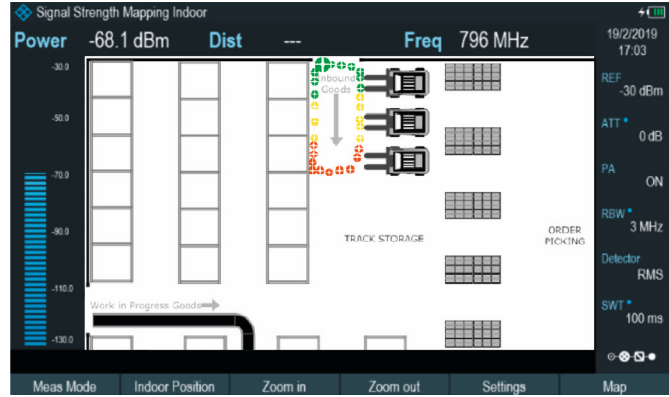 Signal Strength Mapping Indoor
Power -68.1 dBm Dist --- Freq 796 MHz
19/2/2019
17:03
-30.0
-50.0
-70.0
-90.0
-110.0
-130.0
Inbound
Goods
TRACK STORAGE
ORDER
PICKING
Work in Progress Goods
REF
-30 dBm
ATT
0 dB
PA
ON
RBW
3 MHz
Detector
RMS
SWT
100 ms
Meas Mode Indoor Position Zoom in Zoom out Settings Map